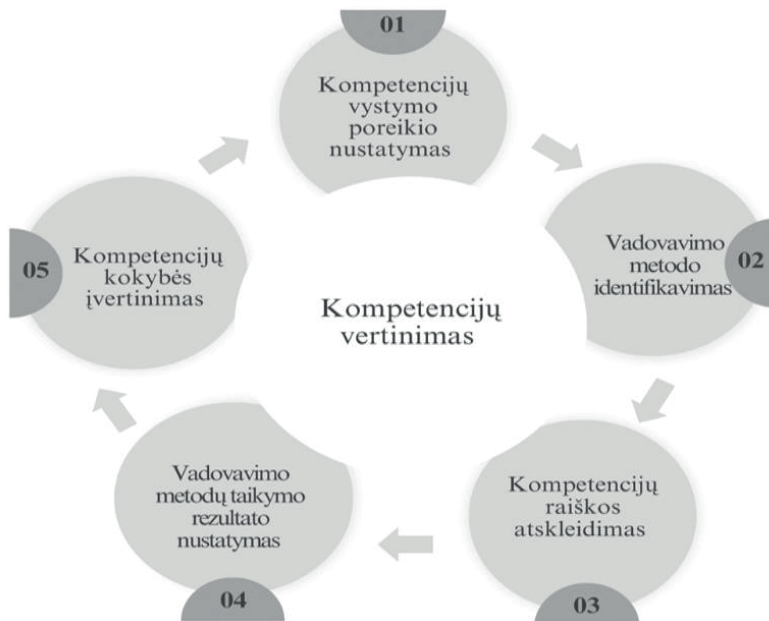 01
Kompetencijų
vystymo
poreikio
nustatymas
Vadovavimo
metodo
identifikavimas
02
Kompetencijų
raiškos
atskleidimas
03
Vadovavimo
metodų taikymo
rezultato
nustatymas
04
05
Kompetencijų
kokybės
įvertinimas
Kompetencijų
vertinimas